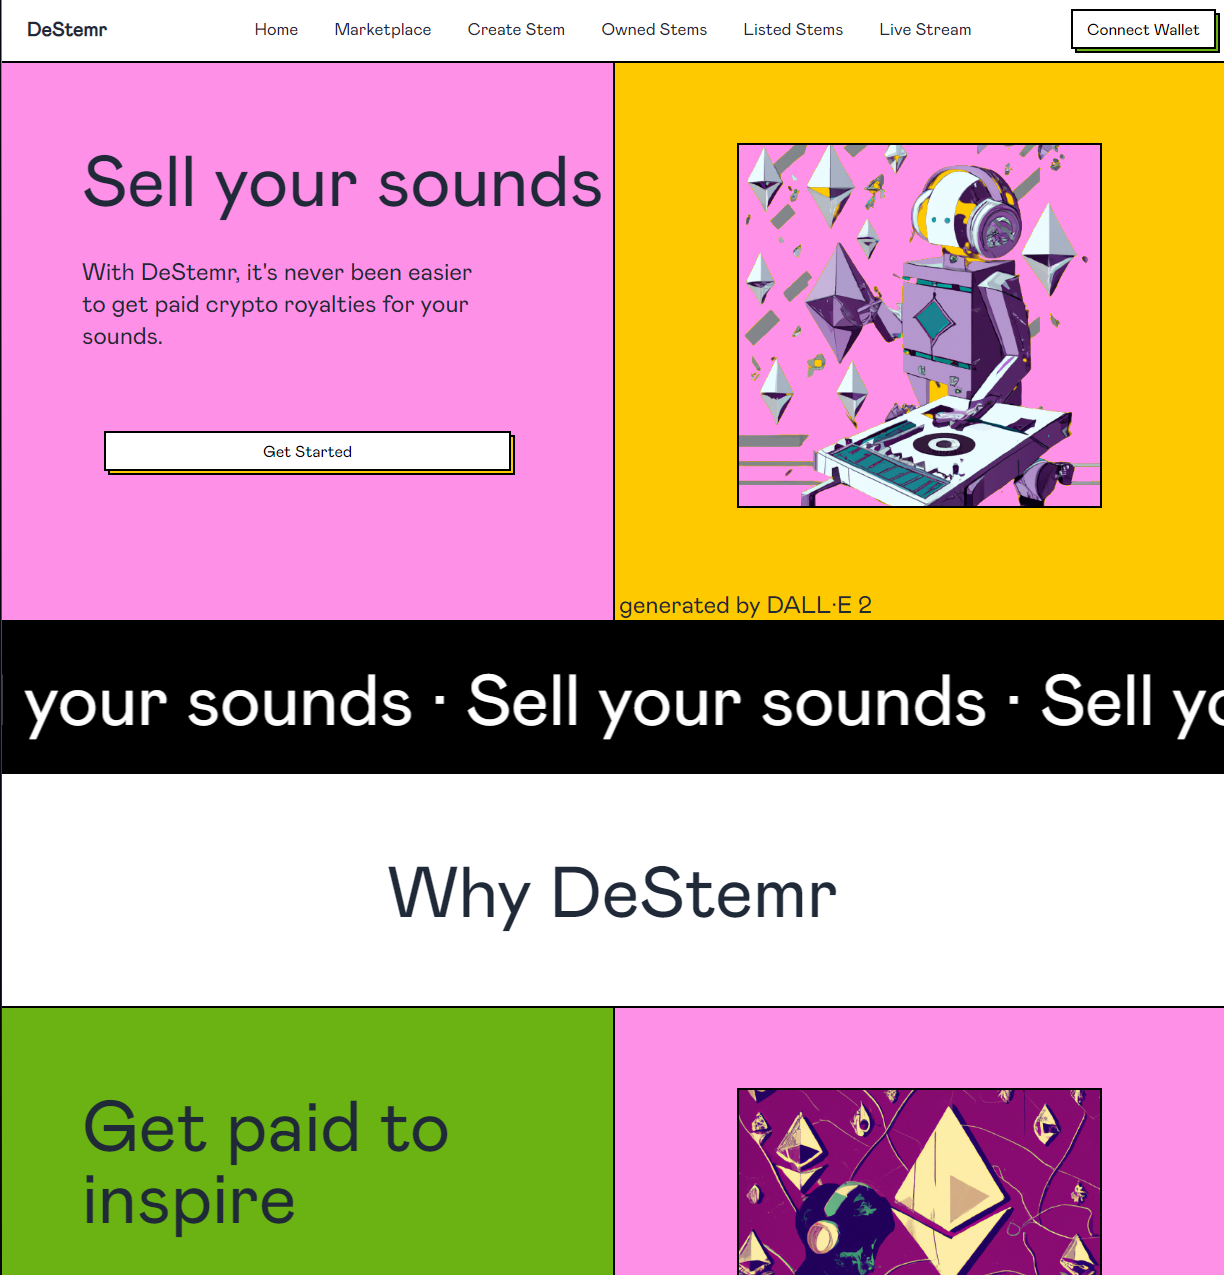 DeStemr
Home
Marketplace
Create Stem
Owned Stems
Listed Stems
Live Stream
Connect Wallet
Sell your sounds
With DeStemr, it's never been easier
to get paid crypto royalties for your
sounds.
Get Started
generated by DALL·E 2
your sounds · Sell your sounds · Sell yo
Why DeStemr
Get paid to
inspire